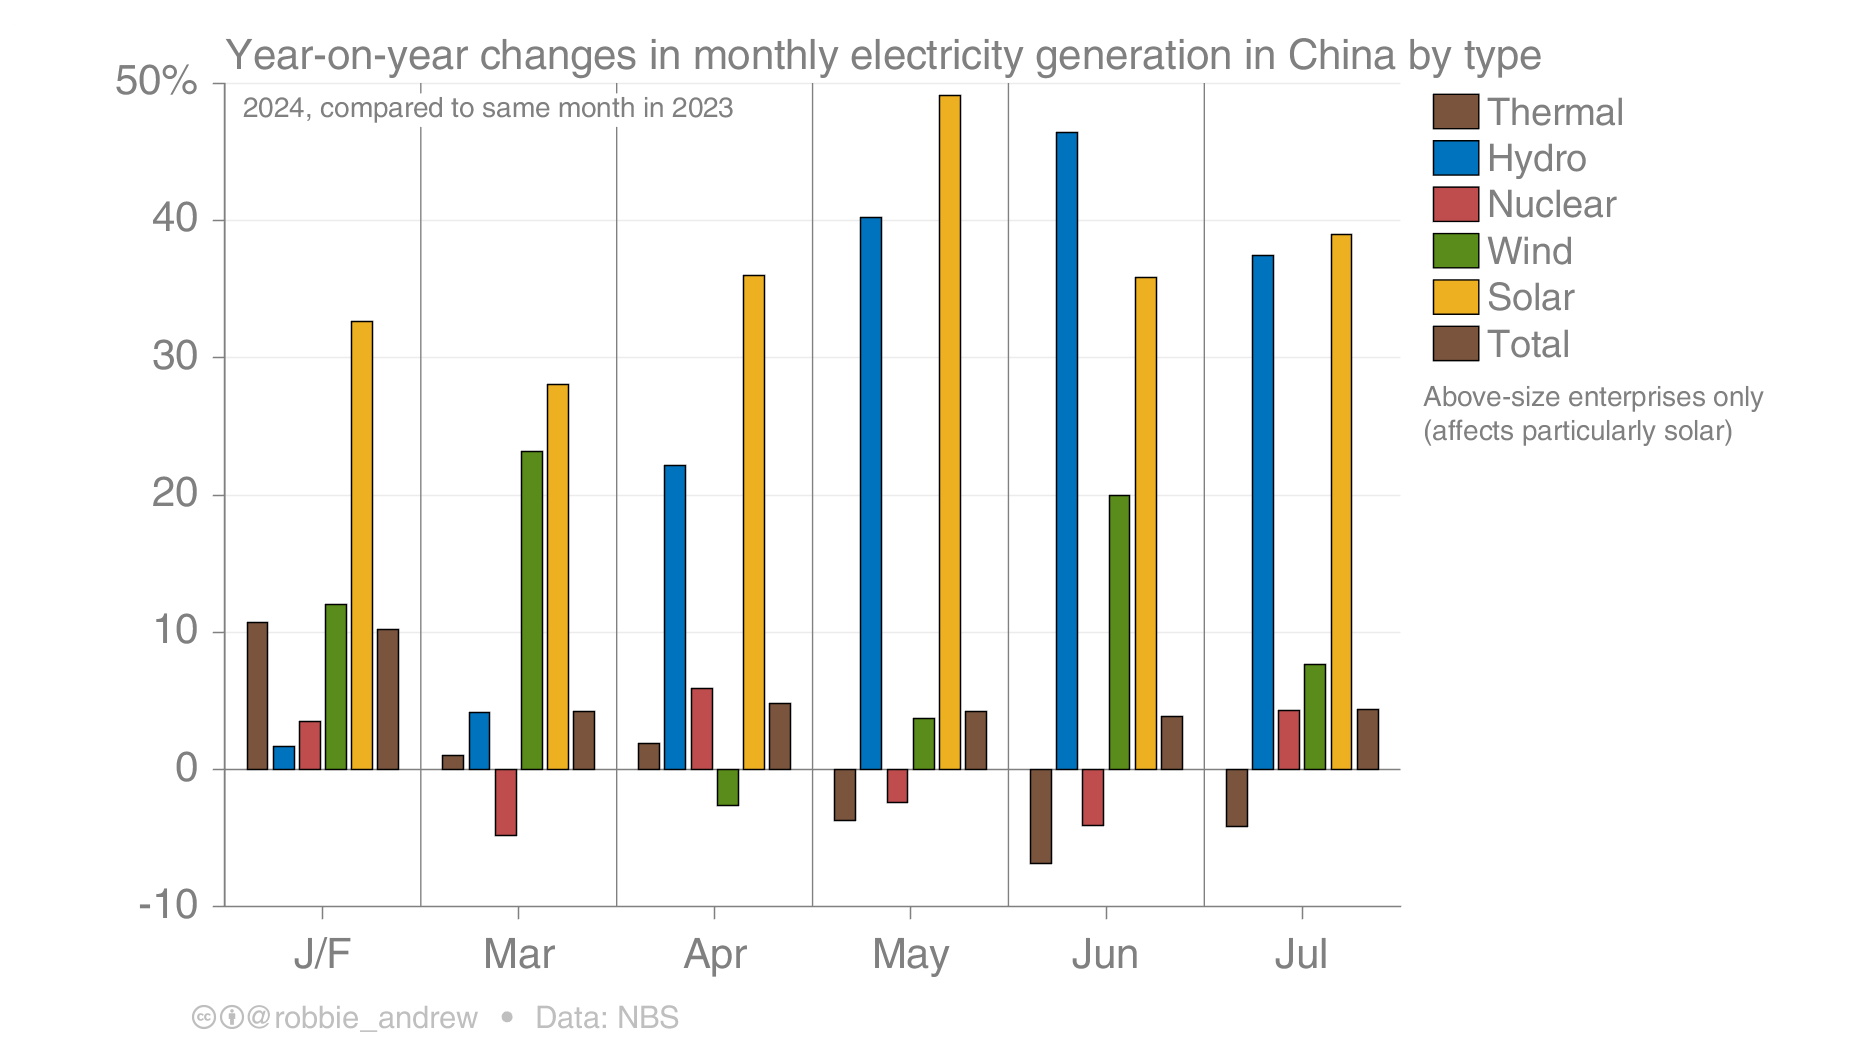 Year-on-year changes in monthly electricity generation in China by type
50%
2024, compared to same month in 2023
40
30
20
10
0
-10
J/F Mar Apr May Jun Jul
Thermal
Hydro
Nuclear
Wind
Solar
Total
Above-size enterprises only
(affects particularly solar)
cc @robbie_andrew • Data: NBS